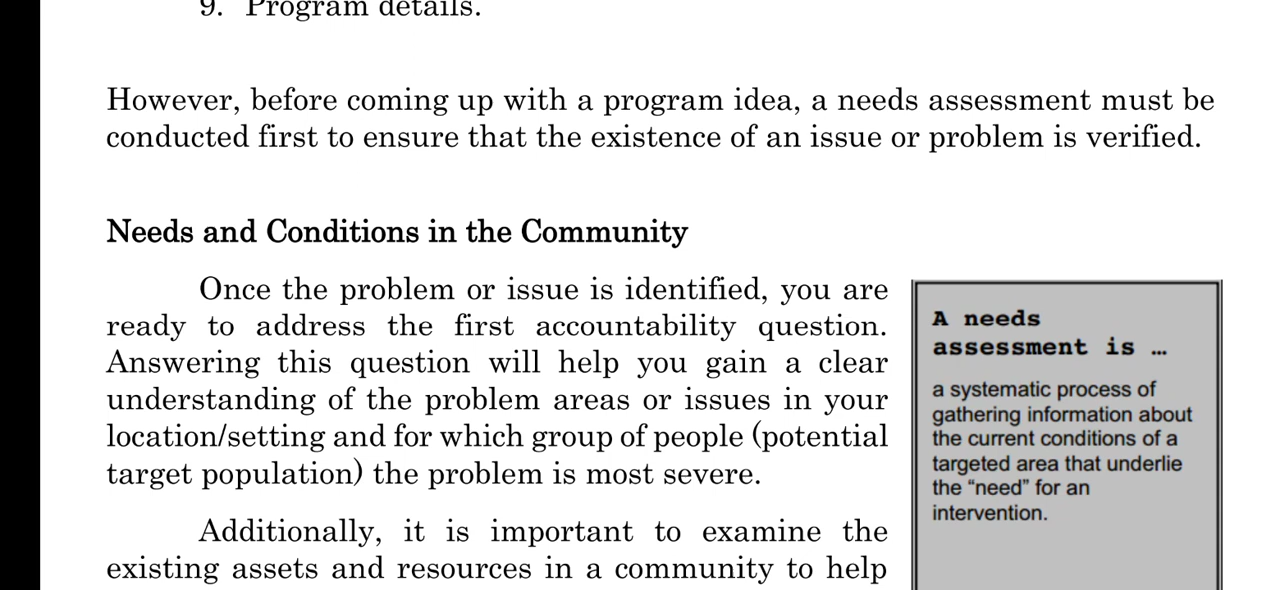 9. Program details.
However, before coming up with a program idea, a needs assessment must be
conducted first to ensure that the existence of an issue or problem is verified.
Needs and Conditions in the Community
Once the problem or issue is identified, you are
ready to address the first accountability question.
Answering this question will help you gain a clear
understanding of the problem areas or issues in your
location/setting and for which group of people (potential
target population) the problem is most severe.
Additionally, it is important to examine the
existing assets and resources in a community to help
A needs
assessment is …
a systematic process of
gathering information about
the current conditions of a
targeted area that underlie
the “need” for an
intervention.